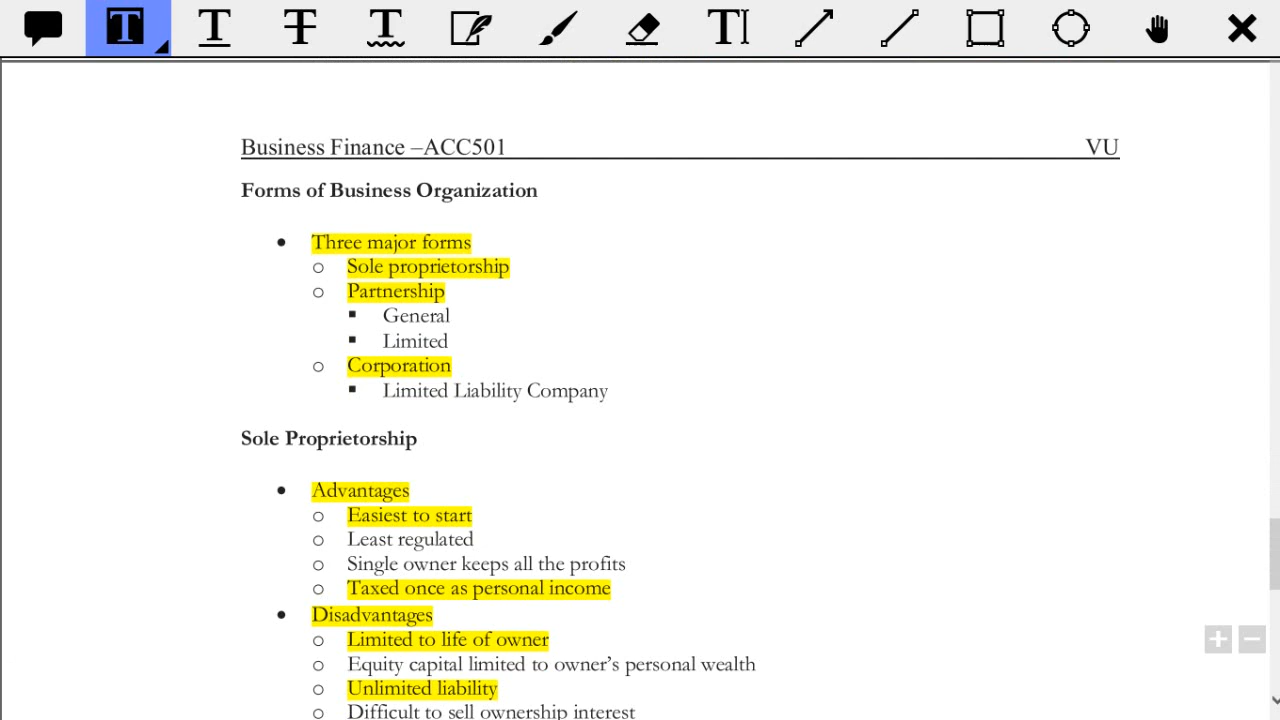 Business Finance –ACC501 VU
Forms of Business Organization
• Three major forms
o Sole proprietorship
o Partnership
▪ General
▪ Limited
o Corporation
▪ Limited Liability Company
Sole Proprietorship
• Advantages
o Easiest to start
o Least regulated
o Single owner keeps all the profits
o Taxed once as personal income
• Disadvantages
o Limited to life of owner
o Equity capital limited to owner’s personal wealth
o Unlimited liability
o Difficult to sell ownership interest